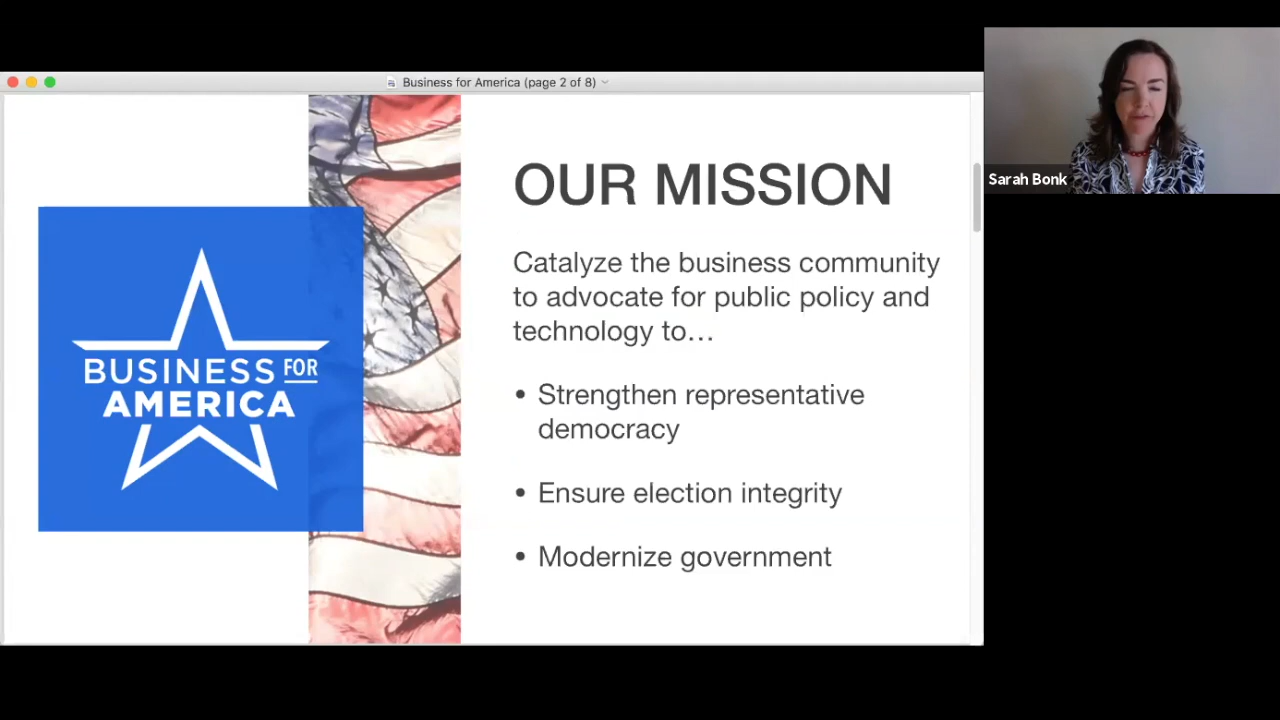 Business for America (page 2 of 8)
Sarah Bonk
OUR MISSION
Catalyze the business community
to advocate for public policy and
technology to…
• Strengthen representative
democracy
• Ensure election integrity
• Modernize government
BUSINESS FOR
AMERICA